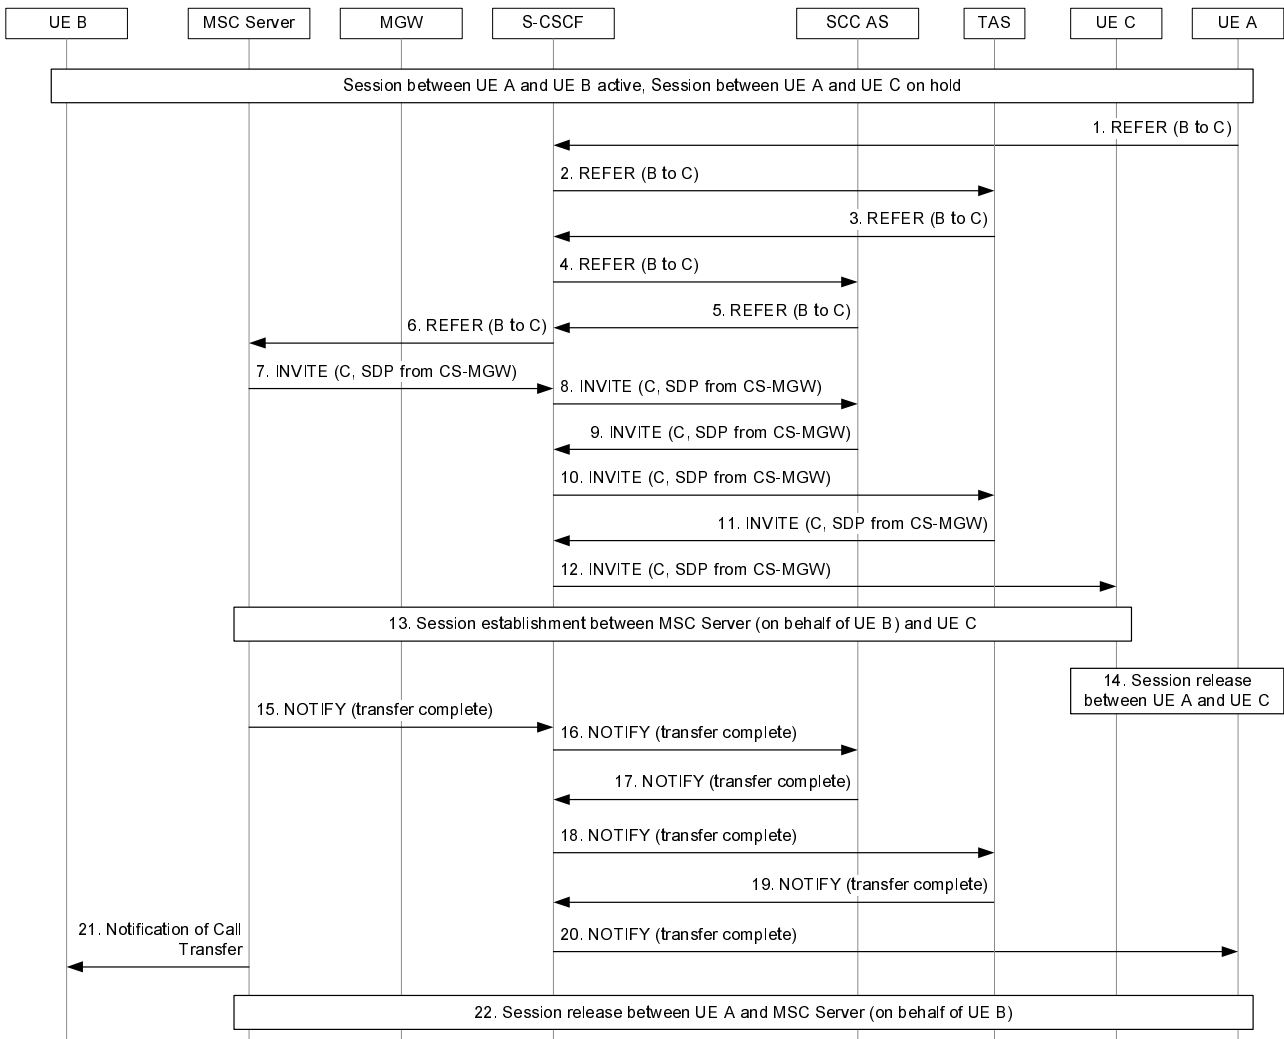 UE B
MSC Server
MGW
S-CSCF
SCC AS
TAS
UE C
UE A
Session between UE A and UE B active, Session between UE A and UE C on hold
1. REFER (B to C)
2. REFER (B to C)
3. REFER (B to C)
4. REFER (B to C)
5. REFER (B to C)
6. REFER (B to C)
7. INVITE (C, SDP from CS-MGW)
8. INVITE (C, SDP from CS-MGW)
9. INVITE (C, SDP from CS-MGW)
10. INVITE (C, SDP from CS-MGW)
11. INVITE (C, SDP from CS-MGW)
12. INVITE (C, SDP from CS-MGW)
13. Session establishment between MSC Server (on behalf of UE B) and UE C
14. Session release
between UE A and UE C
15. NOTIFY (transfer complete)
16. NOTIFY (transfer complete)
17. NOTIFY (transfer complete)
18. NOTIFY (transfer complete)
19. NOTIFY (transfer complete)
20. NOTIFY (transfer complete)
21. Notification of Call
Transfer
22. Session release between UE A and MSC Server (on behalf of UE B)